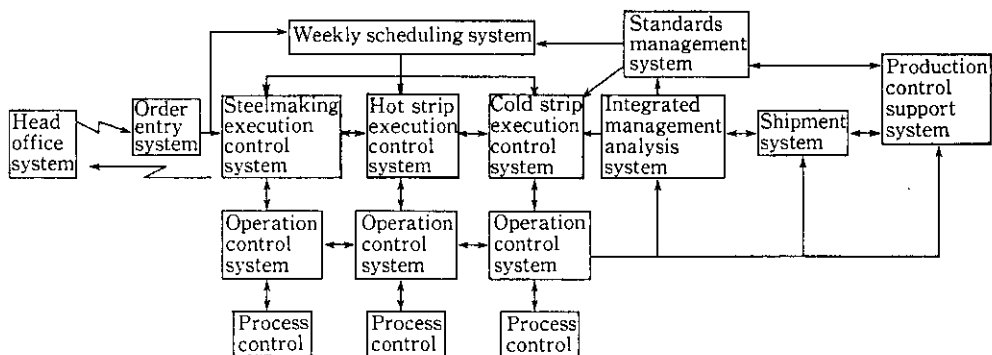 Weekly scheduling system
Standards
management
system
Production
control
support
system
Head
office
system
Order
entry
system
Steelmaking
execution
control
system
Hot strip
execution
control
system
Cold strip
execution
control
system
Integrated
management
analysis
system
Shipment
system
Operation
control
system
Operation
control
system
Operation
control
system
Process
control
Process
control
Process
control